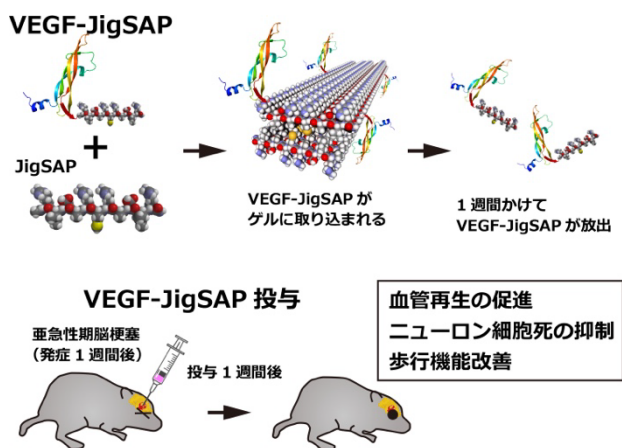 VEGF-JigSAP
JigSAP
VEGF-JigSAP が
ゲルに取り込まれる
1 週間かけて
VEGF-JigSAP が放出
VEGF-JigSAP 投与
亜急性期脳梗塞
（発症 1 週間後）
投与 1 週間後
血管再生の促進
ニューロン細胞死の抑制
歩行機能改善